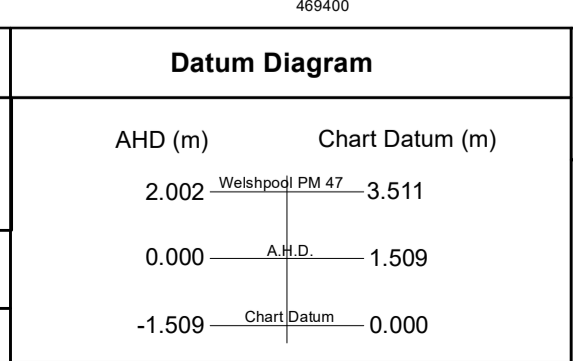 469400
Datum Diagram
AHD (m) Chart Datum (m)
2.002 Welshpool PM 47 3.511
0.000 A.H.D. 1.509
-1.509 Chart Datum 0.000